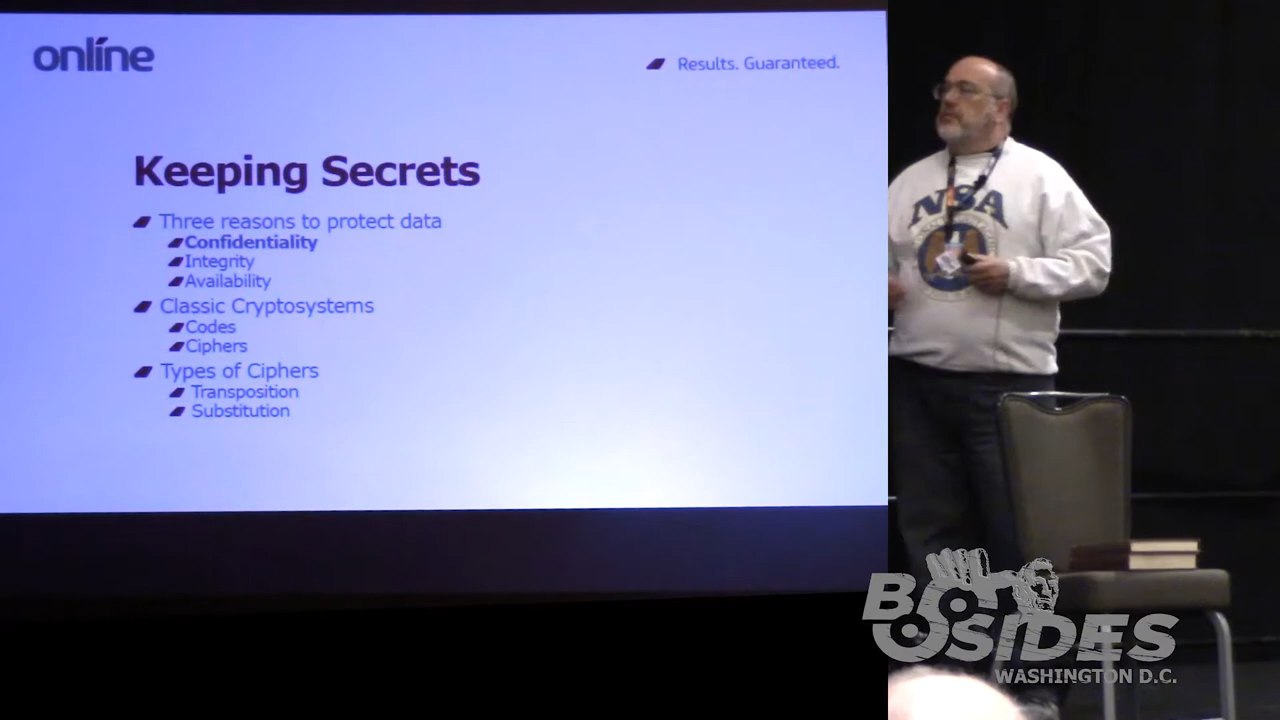 online
Results. Guaranteed.
Keeping Secrets
Three reasons to protect data
Confidentiality
Integrity
Availability
Classic Cryptosystems
Codes
Ciphers
Types of Ciphers
Transposition
Substitution
NSA
BSIDES
WASHINGTON D.C.